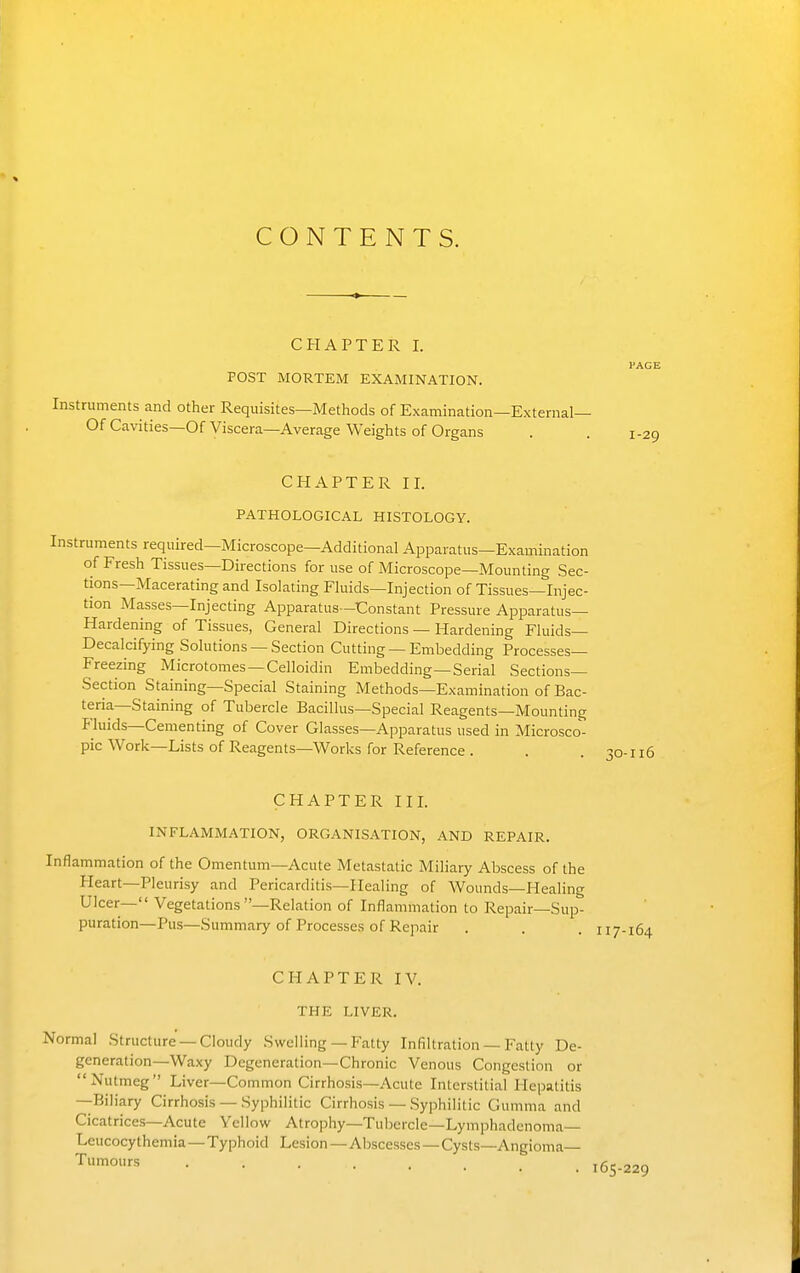 CONTENTS.
CHAPTER I.
PAGE
POST MORTEM EXAMINATION.
Instruments and other Requisites—Methods of Examination—External—
Of Cavities—Of Viscera—Average Weights of Organs . . 1-29
CHAPTER II.
PATHOLOGICAL HISTOLOGY.
Instruments required—Microscope—Additional Apparatus—Examination
of Fresh Tissues—Directions for use of Microscope—Mounting Sec-
tions—Macerating and Isolating Fluids—Injection of Tissues—Injec-
tion Masses—Injecting Apparatus—Constant Pressure Apparatus—
Hardening of Tissues, General Directions — Hardening Fluids—
Decalcifying Solutions — Section Cutting — Embedding Processes—
Freezing Microtomes—Celloidin Embedding—Serial Sections—
Section Staining—Special Staining Methods—Examination of Bac-
teria—Staining of Tubercle Bacillus—Special Reagents—Mounting
Fluids—Cementing of Cover Glasses—Apparatus used in Microsco-
pic Work—Lists of Reagents—Works for Reference . . . 30-116
CHAPTER III.
INFLAMMATION, ORGANISATION, AND REPAIR.
Inflammation of the Omentum—Acute Metastatic Miliary Abscess of the
Heart—Pleurisy and Pericarditis—Healing of Wounds—Healing
Ulcer—“ Vegetations ”—Relation of Inflammation to Repair—Sup-
puration—Pus—Summary of Processes of Repair . . . 117-164
CHAPTER IV.
THE LIVER.
Normal Structure — Cloudy Swelling — Fatty Infiltration — Fatty De-
generation—Waxy Degeneration—Chronic Venous Congestion or
“Nutmeg” Liver—Common Cirrhosis—Acute Interstitial Hepatitis
—Biliary Cirrhosis — Syphilitic Cirrhosis — Syphilitic Gumma and
Cicatrices—Acute Yellow Atrophy—Tubercle—Lymphadenoma—
Leucocythemia—Typhoid Lesion—Abscesses—Cysts—Angioma—
Tumours . . . . . . . . 165-229